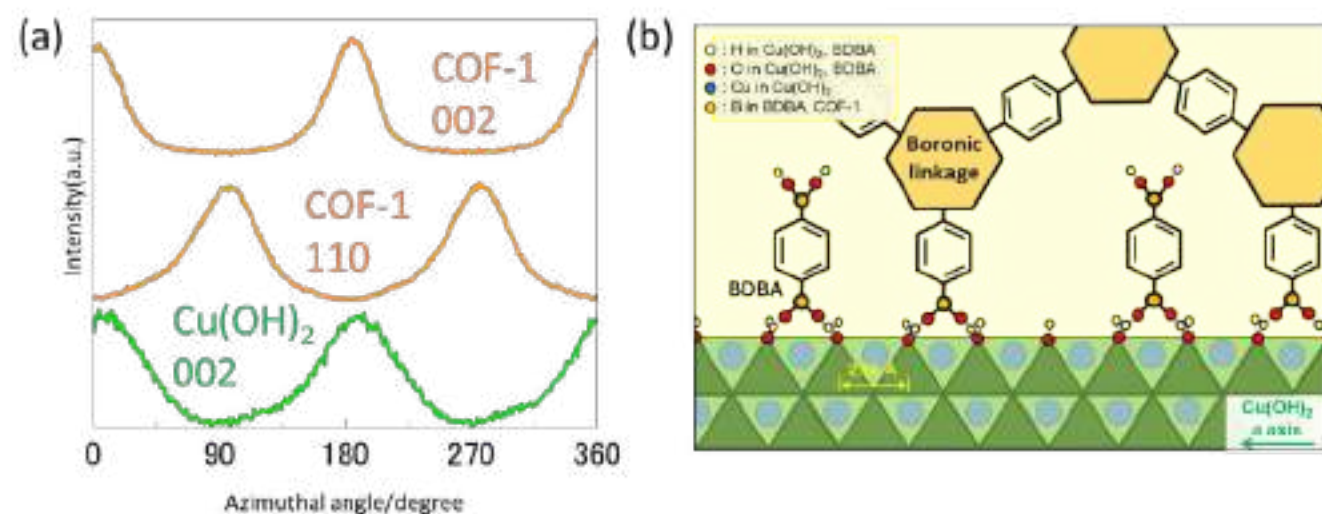 (a)
COF-1
002
COF-1
110
Cu(OH)2
002
Intensity(a.u.)
0 90 180 270 360
Azimuthal angle/degree
(b)
: H in Cu(OH)2, BDBA
: O in Cu(OH)2, BDBA
: Cu in Cu(OH)2
: B in BDBA, COF-1
Boronic
linkage
BDBA
Cu(OH)2
a axis